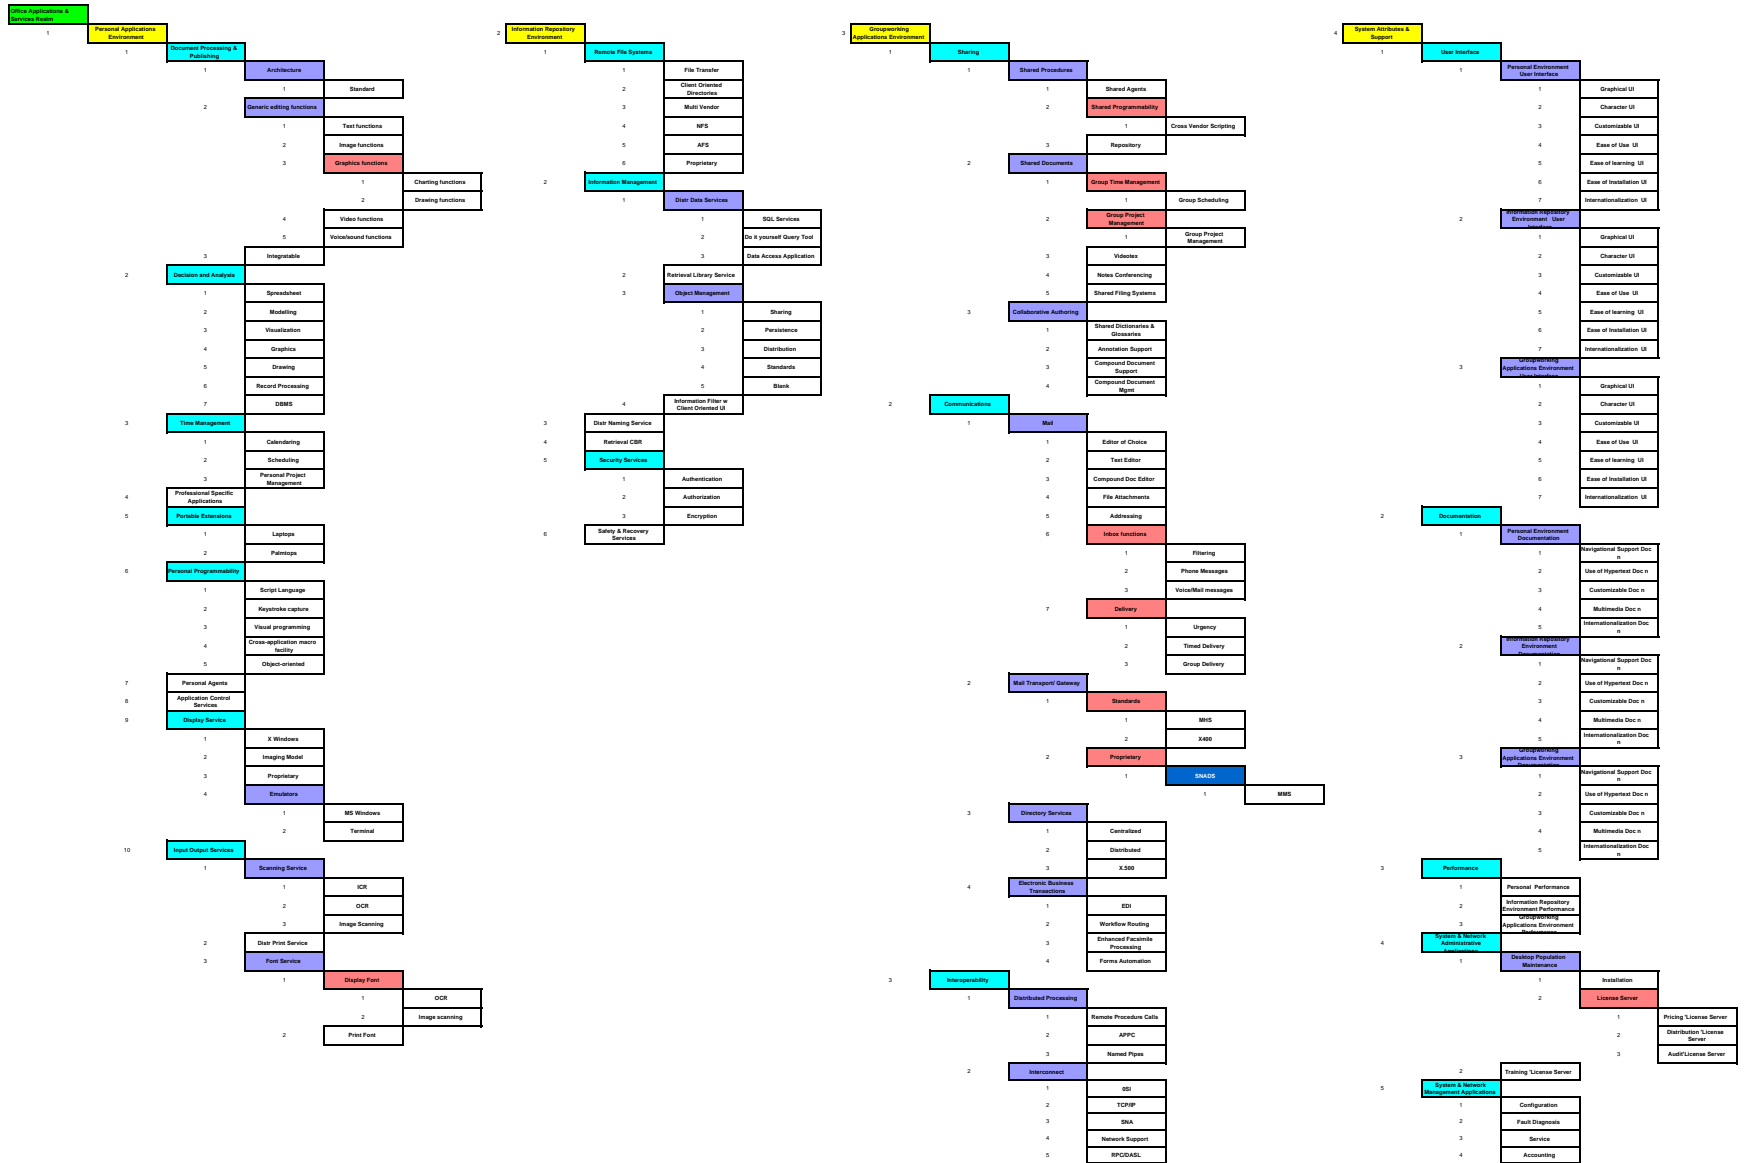 Office Applications &
Services Realm
1
Personal Applications
Environment
1
Document Processing &
Publishing
1
Architecture
1
Standard
2
Generic editing functions
1
Text functions
2
Image functions
3
Graphics functions
1
Charting functions
2
Drawing functions
4
Video functions
5
Voice/sound functions
3
Integratable
2
Decision and Analysis
1
Spreadsheet
2
Modelling
3
Visualization
4
Graphics
5
Drawing
6
Record Processing
7
DBMS
3
Time Management
1
Calendaring
2
Scheduling
3
Personal Project
Management
4
Professional Specific
Applications
5
Portable Extensions
1
Laptops
2
Palmtops
6
Personal Programmability
1
Script Language
2
Keystroke capture
3
Visual programming
4
Cross-application macro
facility
5
Object-oriented
7
Personal Agents
8
Application Control
Services
9
Display Service
1
X Windows
2
Imaging Model
3
Proprietary
4
Emulators
1
MS Windows
2
Terminal
10
Input Output Services
1
Scanning Service
1
ICR
2
OCR
3
Image Scanning
2
Distr Print Service
3
Font Service
1
Display Font
1
OCR
2
Image scanning
2
Print Font
2
Information Repository
Environment
1
Remote File Systems
1
File Transfer
2
Client Oriented
Directories
3
Multi Vendor
4
NFS
5
AFS
6
Proprietary
2
Information Management
1
Distr Data Services
1
SQL Services
2
Do it yourself Query Tool
3
Data Access Application
2
Retrieval Library Service
3
Object Management
1
Sharing
2
Persistence
3
Distribution
4
Standards
5
Blank
4
Information Filter w
Client Oriented UI
3
Distr Naming Service
4
Retrieval CBR
5
Security Services
1
Authentication
2
Authorization
3
Encryption
6
Safety & Recovery
Services
3
Groupworking
Applications Environment
1
Sharing
1
Shared Procedures
1
Shared Agents
2
Shared Programmability
1
Cross Vendor Scripting
3
Repository
2
Shared Documents
1
Group Time Management
1
Group Scheduling
2
Group Project
Management
1
Group Project
Management
3
Videotex
4
Notes Conferencing
5
Shared Filing Systems
3
Collaborative Authoring
1
Shared Dictionaries &
Glossaries
2
Annotation Support
3
Compound Document
Support
4
Compound Document
Mgmt
2
Communications
1
Mail
1
Editor of Choice
2
Text Editor
3
Compound Doc Editor
4
File Attachments
5
Addressing
6
Inbox functions
1
Filtering
2
Phone Messages
3
Voice/Mail messages
7
Delivery
1
Urgency
2
Timed Delivery
3
Group Delivery
2
Mail Transport/ Gateway
1
Standards
1
MHS
2
X400
2
Proprietary
1
SNADS
1
MMS
3
Directory Services
1
Centralized
2
Distributed
3
X.500
4
Electronic Business
Transactions
1
EDI
2
Workflow Routing
3
Enhanced Facsimile
Processing
4
Forms Automation
3
Interoperability
1
Distributed Processing
1
Remote Procedure Calls
2
APPC
3
Named Pipes
2
Interconnect
1
0SI
2
TCP/IP
3
SNA
4
Network Support
5
RPC/DASL
4
System Attributes &
Support
1
User Interface
1
Personal Environment
User Interface
1
Graphical UI
2
Character UI
3
Customizable UI
4
Ease of Use UI
5
Ease of learning UI
6
Ease of Installation UI
7
Internationalization UI
2
Information Repository
Environment User
Interface
1
Graphical UI
2
Character UI
3
Customizable UI
4
Ease of Use UI
5
Ease of learning UI
6
Ease of Installation UI
7
Internationalization UI
3
Groupworking
Applications Environment
User Interface
1
Graphical UI
2
Character UI
3
Customizable UI
4
Ease of Use UI
5
Ease of learning UI
6
Ease of Installation UI
7
Internationalization UI
2
Documentation
1
Personal Environment
Documentation
1
Navigational Support Doc
n
2
Use of Hypertext Doc n
3
Customizable Doc n
4
Multimedia Doc n
5
Internationalization Doc
n
2
Information Repository
Environment
Documentation
1
Navigational Support Doc
n
2
Use of Hypertext Doc n
3
Customizable Doc n
4
Multimedia Doc n
5
Internationalization Doc
n
3
Groupworking
Applications Environment
Documentation
1
Navigational Support Doc
n
2
Use of Hypertext Doc n
3
Customizable Doc n
4
Multimedia Doc n
5
Internationalization Doc
n
3
Performance
1
Personal Performance
2
Information Repository
Environment Performance
3
Groupworking
Applications Environment
Performance
4
System & Network
Administrative
Applications
1
Desktop Population
Maintenance
1
Installation
2
License Server
1
Pricing 'License Server
2
Distribution 'License
Server
3
Audit'License Server
2
Training 'License Server
5
System & Network
Management Applications
1
Configuration
2
Fault Diagnosis
3
Service
4
Accounting